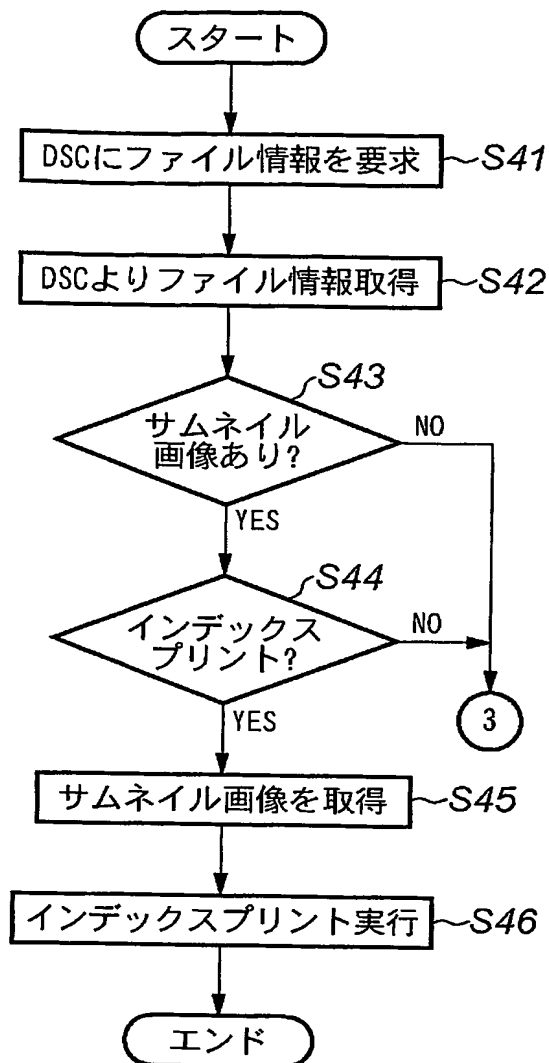 スタート
DSCにファイル情報を要求 S41
DSCよりファイル情報取得 S42
S43
サムネイル
画像あり?
NO
YES
S44
インデックス
プリント?
NO
YES
3
サムネイル画像を取得 S45
インデックスプリント実行 S46
エンド